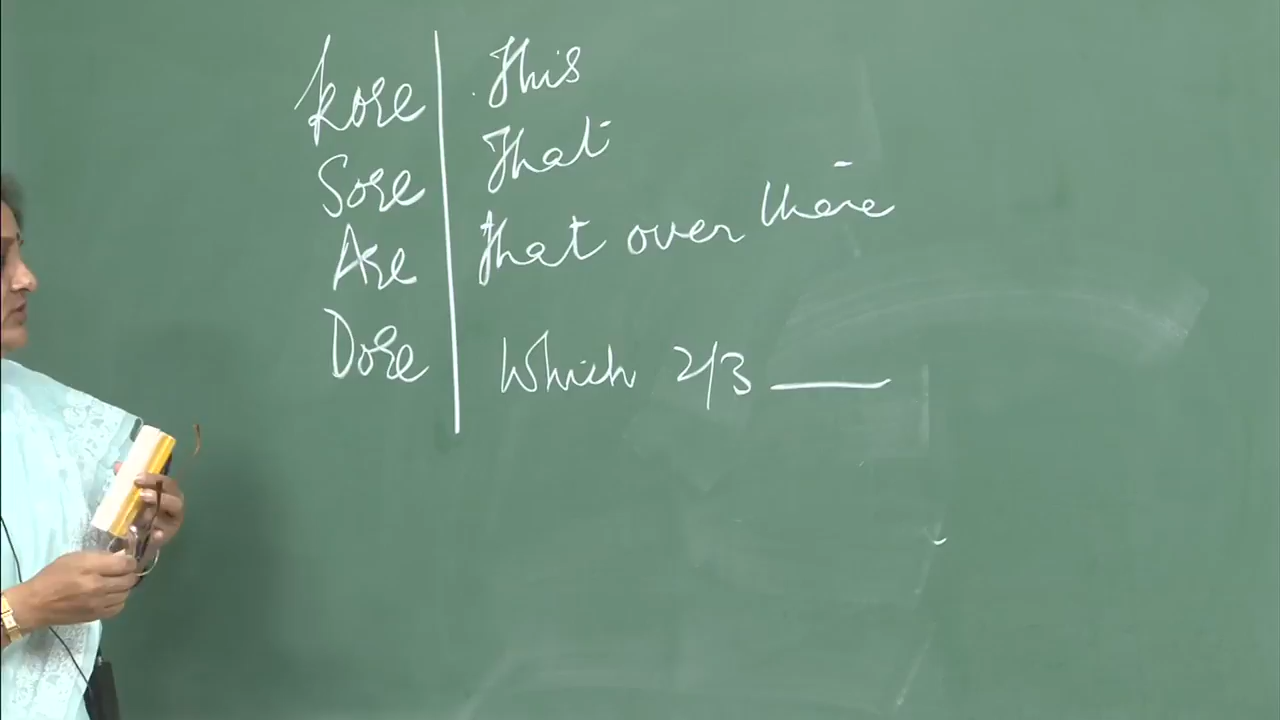 Kore This
Sore That
Are That over there
Dore Which 2/3 ____